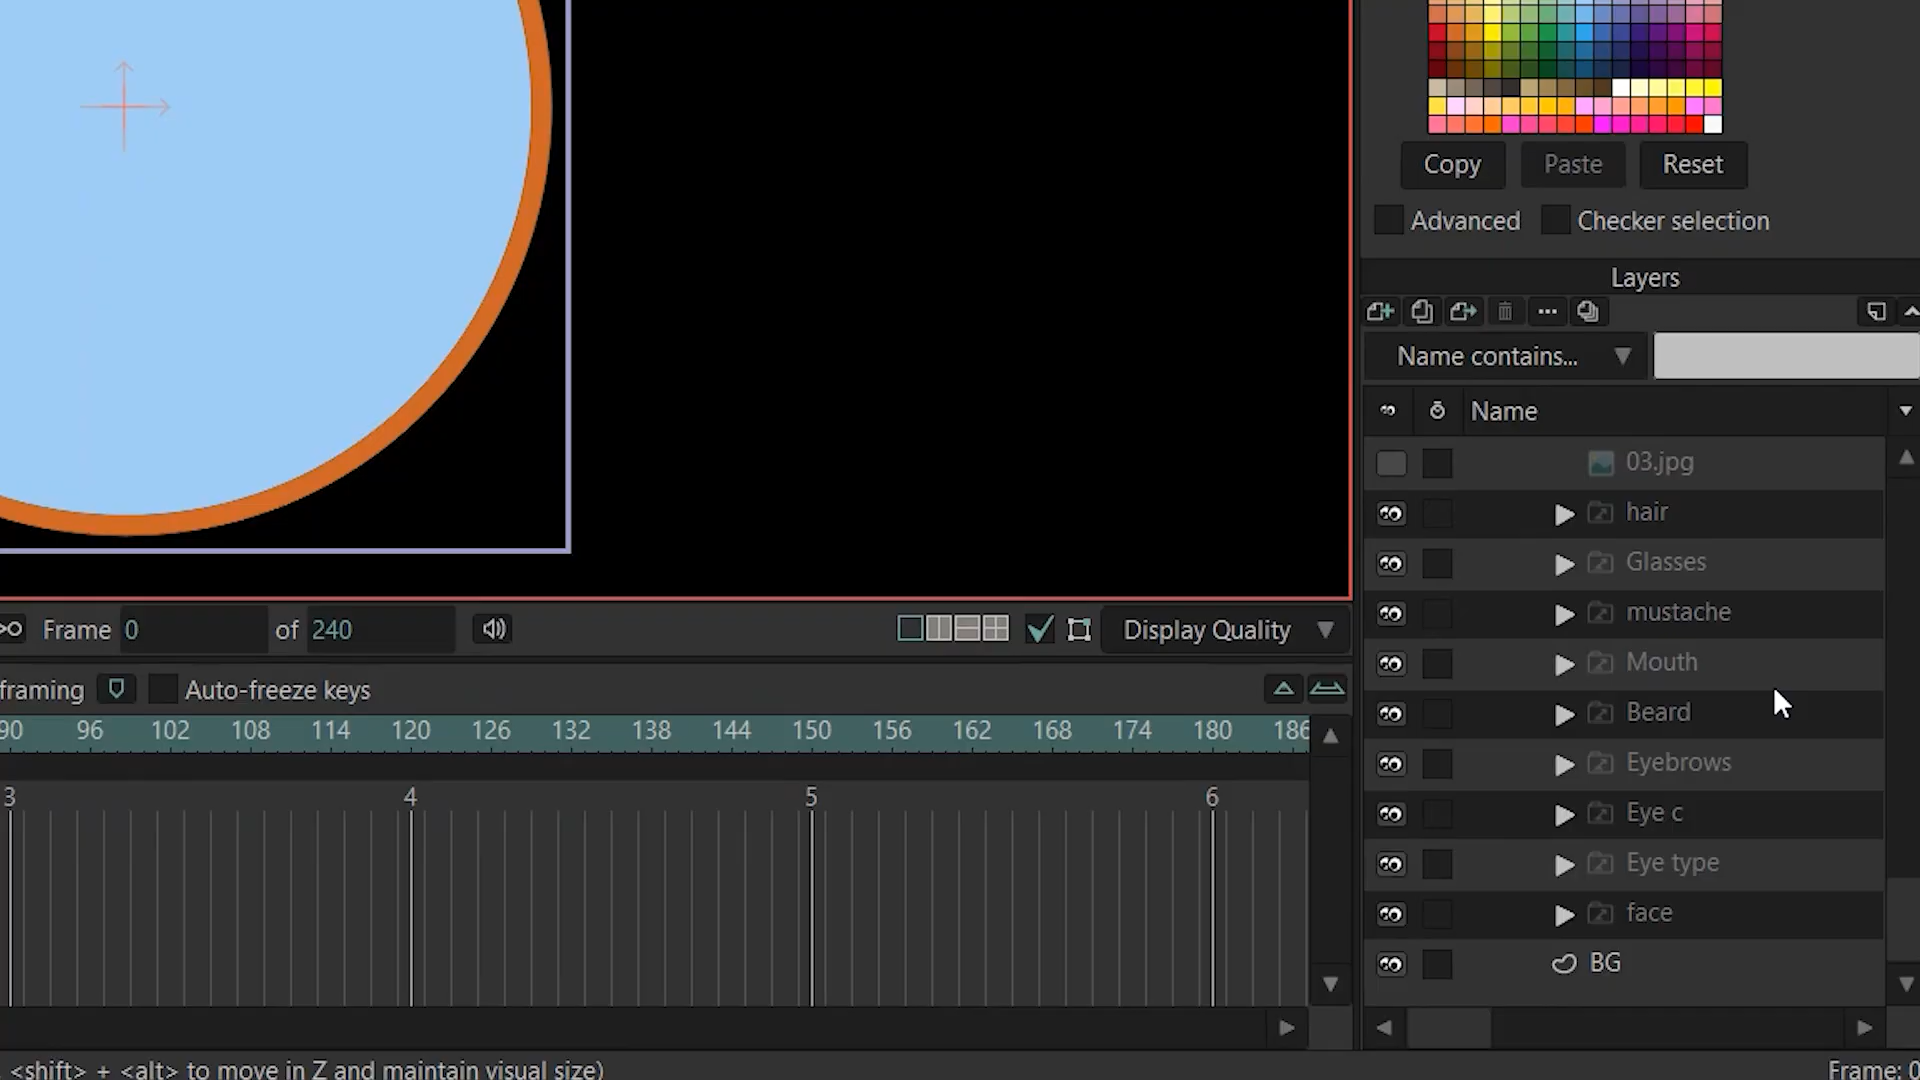 Copy Paste Reset
Advanced Checker selection
Layers
Name contains...
Name
03.jpg
hair
Glasses
mustache
Mouth
Beard
Eyebrows
Eye c
Eye type
face
BG
Frame 0 of 240 Display Quality
framing Auto-freeze keys
90 96 102 108 114 120 126 132 138 144 150 156 162 168 174 180 186
3 4 5 6
<shift> + <alt> to move in Z and maintain visual size)
Frame: 0